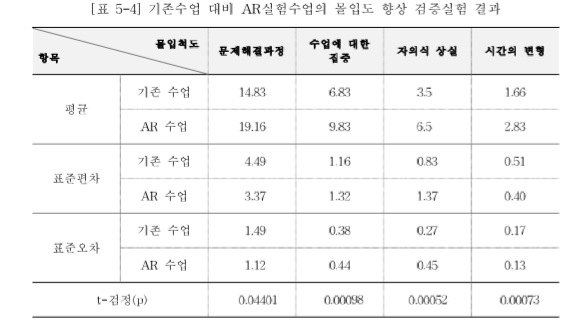 [표 5-4] 기존수업 대비 AR실험수업의 몰입도 향상 검증실험 결과
몰입척도 문제해결과정 수업에 대한 집중 자의식 상실 시간의 변형
항목
평균 기존 수업 14.83 6.83 3.5 1.66
AR 수업 19.16 9.83 6.5 2.83
표준편차 기존 수업 4.49 1.16 0.83 0.51
AR 수업 3.37 1.32 1.37 0.40
표준오차 기존 수업 1.49 0.38 0.27 0.17
AR 수업 1.12 0.44 0.45 0.13
t-검정(p) 0.04401 0.00098 0.00052 0.00073